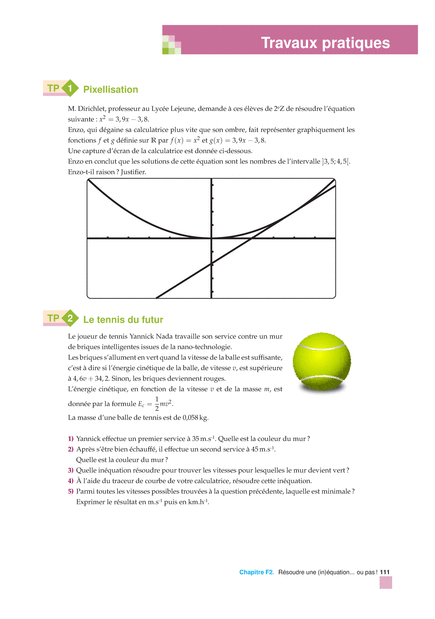 Travaux pratiques
TP 1 Pixellisation
M. Dirichlet, professeur au Lycée Lejeune, demande à ces élèves de 2ᵉZ de résoudre l'équation
suivante : x² = 3,9x − 3,8.
Enzo, qui dégaine sa calculatrice plus vite que son ombre, fait représenter graphiquement les
fonctions f et g définie sur R par f(x) = x² et g(x) = 3,9x − 3,8.
Une capture d'écran de la calculatrice est donnée ci-dessous.
Enzo en conclut que les solutions de cette équation sont les nombres de l'intervalle ]3,5;4,5[.
Enzo-t-il raison ? Justifier.
TP 2 Le tennis du futur
Le joueur de tennis Yannick Nada travaille son service contre un mur
de briques intelligentes issues de la nano-technologie.
Les briques s'allument en vert quand la vitesse de la balle est suffisante,
c'est à dire si l'énergie cinétique de la balle, de vitesse v, est supérieure
à 4,6v + 34,2. Sinon, les briques deviennent rouges.
L'énergie cinétique, en fonction de la vitesse v et de la masse m, est
donnée par la formule E_c = 1/2 mv².
La masse d'une balle de tennis est de 0,058 kg.
1) Yannick effectue un premier service à 35 m.s⁻¹. Quelle est la couleur du mur ?
2) Après s'être bien échauffé, il effectue un second service à 45 m.s⁻¹.
Quelle est la couleur du mur ?
3) Quelle inéquation résoudre pour trouver les vitesses pour lesquelles le mur devient vert ?
4) À l'aide du traceur de courbe de votre calculatrice, résoudre cette inéquation.
5) Parmi toutes les vitesses possibles trouvées à la question précédente, laquelle est minimale ?
Exprimer le résultat en m.s⁻¹ puis en km.h⁻¹.
Chapitre F2. Résoudre une (in)équation... ou pas ! 111